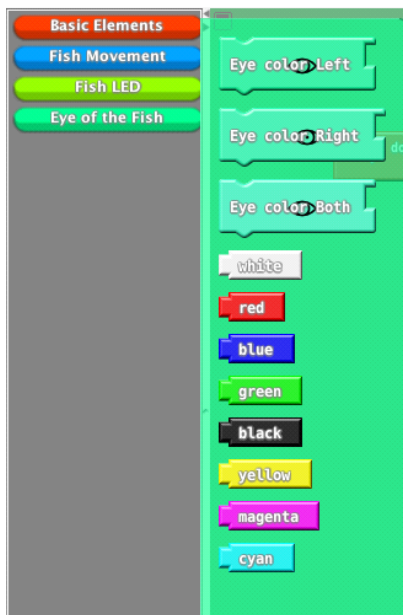 Basic Elements
Fish Movement
Fish LED
Eye of the Fish
Eye color Left
Eye color Right
do
Eye color Both
white
red
blue
green
black
yellow
magenta
cyan